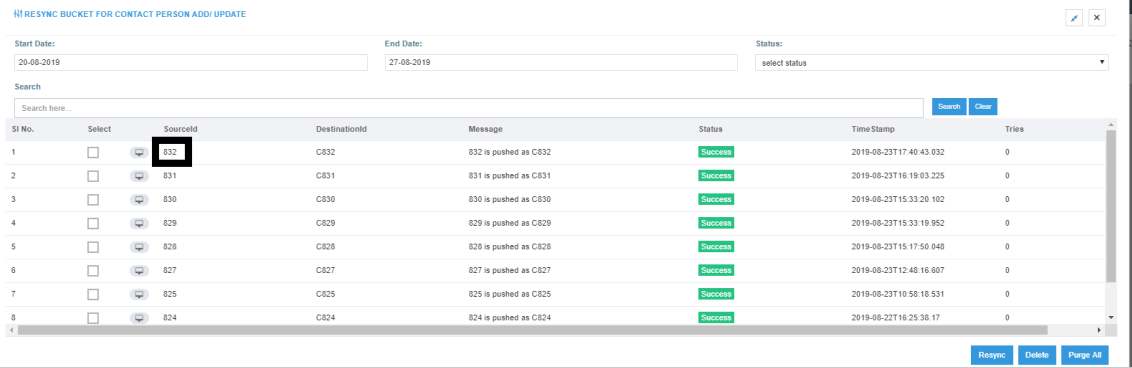 RESYNC BUCKET FOR CONTACT PERSON ADD/ UPDATE
Start Date: End Date: Status:
20-08-2019 27-08-2019 select status
Search
Search here... Search Clear
Sl No. Select SourceId DestinationId Message Status TimeStamp Tries
1 832 C832 832 is pushed as C832 Success 2019-08-23T17:40:43.032 0
2 831 C831 831 is pushed as C831 Success 2019-08-23T16:19:03.225 0
3 830 C830 830 is pushed as C830 Success 2019-08-23T15:33:20.102 0
4 829 C829 829 is pushed as C829 Success 2019-08-23T15:33:19.952 0
5 828 C828 828 is pushed as C828 Success 2019-08-23T15:17:50.048 0
6 827 C827 827 is pushed as C827 Success 2019-08-23T12:48:16.607 0
7 825 C825 825 is pushed as C825 Success 2019-08-23T10:58:18.531 0
8 824 C824 824 is pushed as C824 Success 2019-08-22T16:25:38.17 0
Resync Delete Purge All